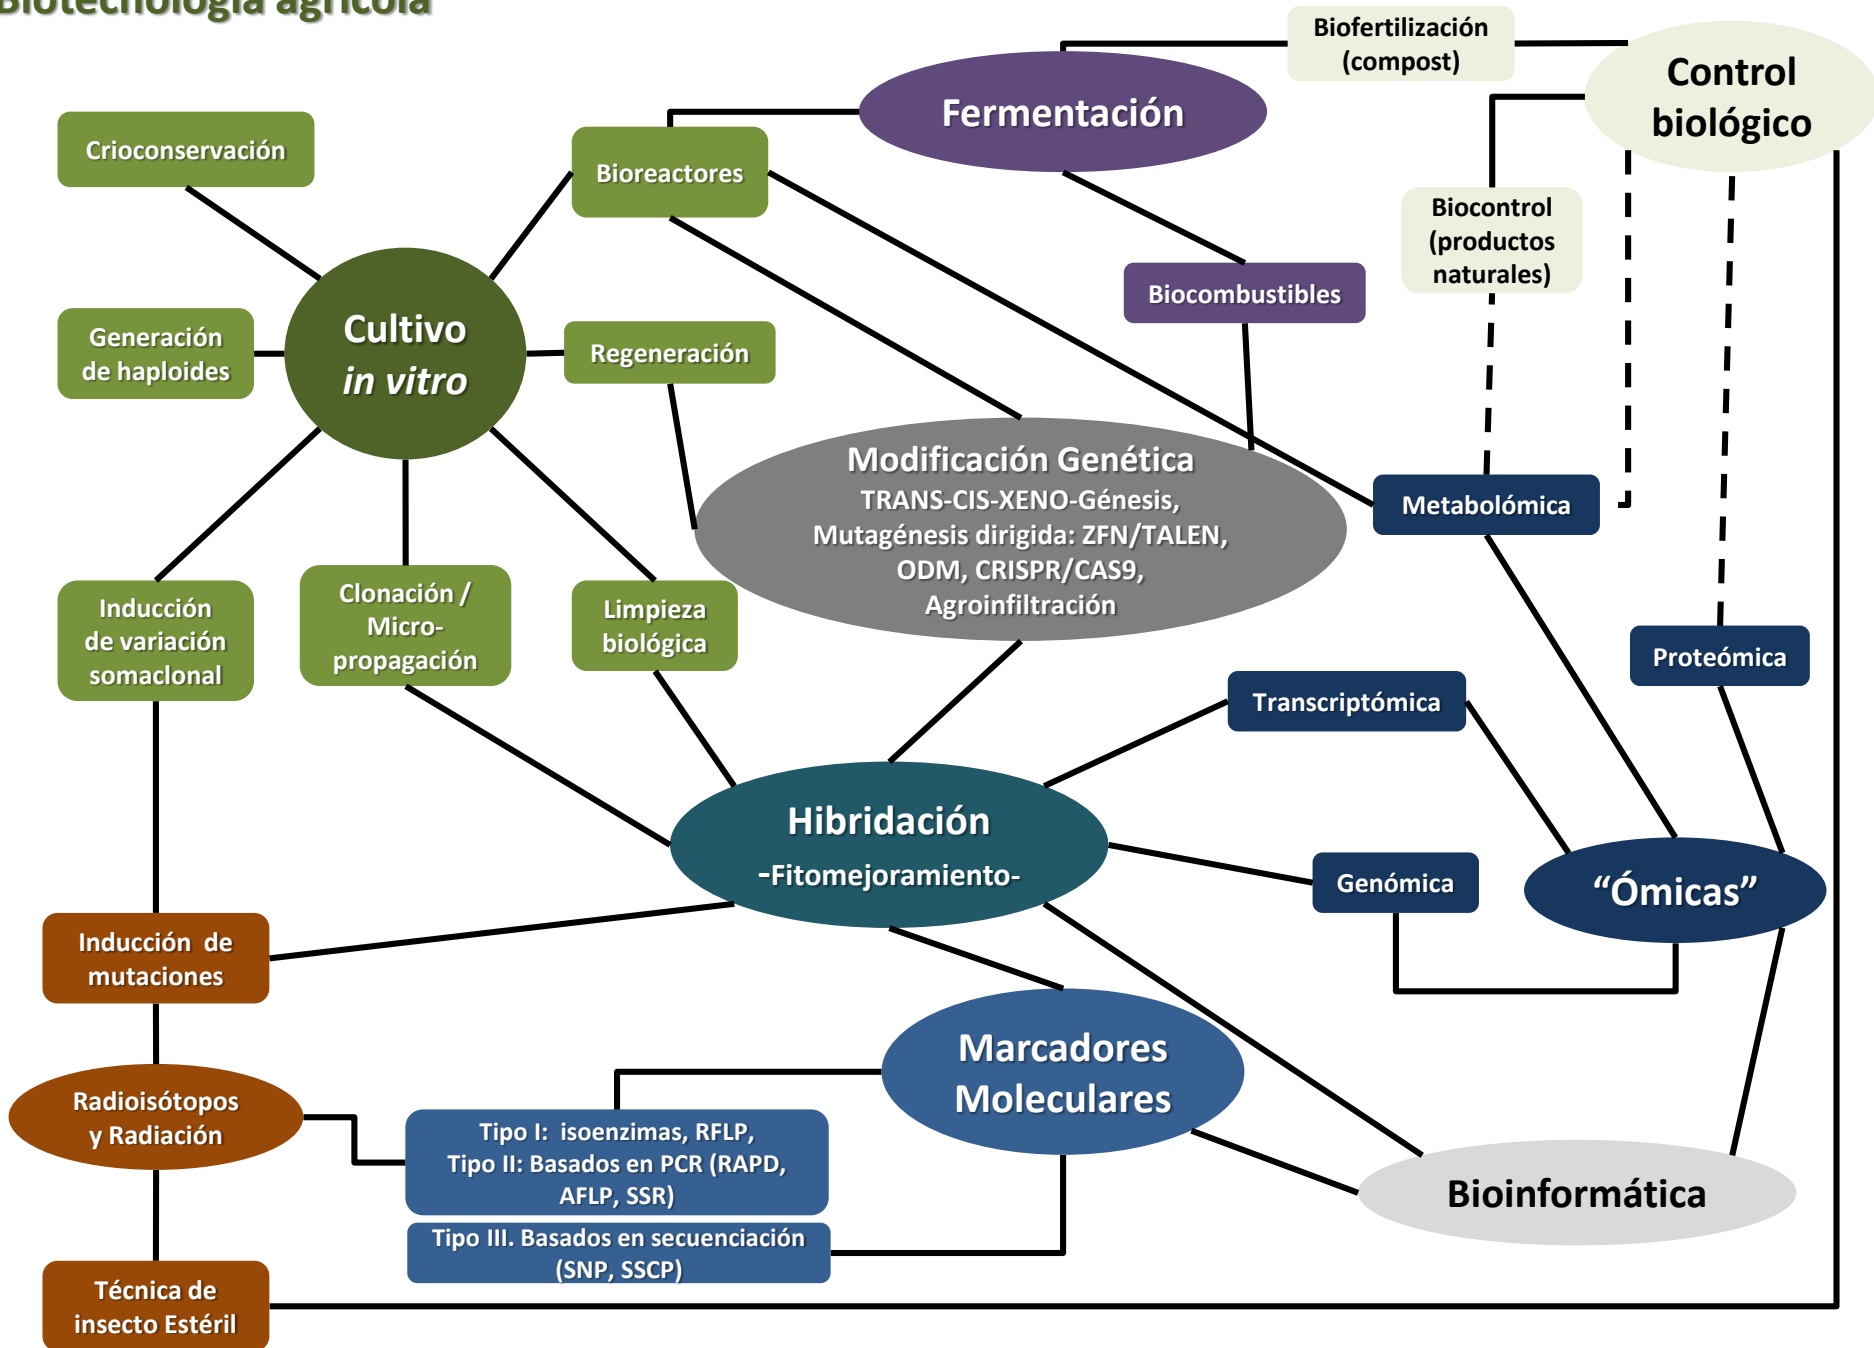 Biotecnología agrícola
Biofertilización
(compost)
Control
biológico
Fermentación
Crioconservación
Bioreactores
Biocontrol
(productos
naturales)
Biocombustibles
Generación
de haploides
Cultivo
in vitro
Regeneración
Modificación Genética
TRANS-CIS-XENO-Génesis,
Mutagénesis dirigida: ZFN/TALEN,
ODM, CRISPR/CAS9,
Agroinfiltración
Metabolómica
Inducción
de variación
somaclonal
Clonación /
Micro-
propagación
Limpieza
biológica
Proteómica
Transcriptómica
Hibridación
-Fitomejoramiento-
Genómica
“Ómicas”
Inducción de
mutaciones
Marcadores
Moleculares
Radioisótopos
y Radiación
Tipo I: isoenzimas, RFLP,
Tipo II: Basados en PCR (RAPD,
AFLP, SSR)
Bioinformática
Tipo III. Basados en secuenciación
(SNP, SSCP)
Técnica de
insecto Estéril